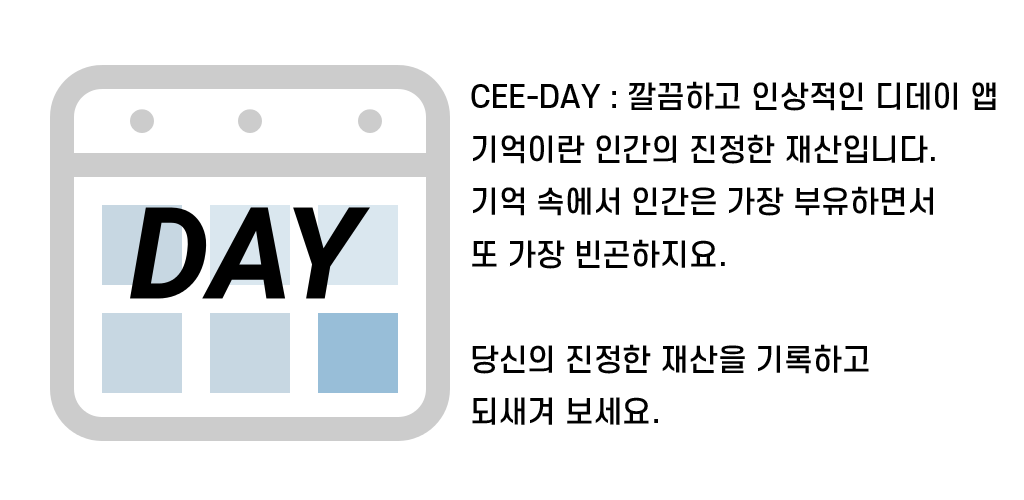 DAY
CEE-DAY : 깔끔하고 인상적인 디데이 앱
기억이란 인간의 진정한 재산입니다.
기억 속에서 인간은 가장 부유하면서
또 가장 빈곤하지요.
당신의 진정한 재산을 기록하고
되새겨 보세요.